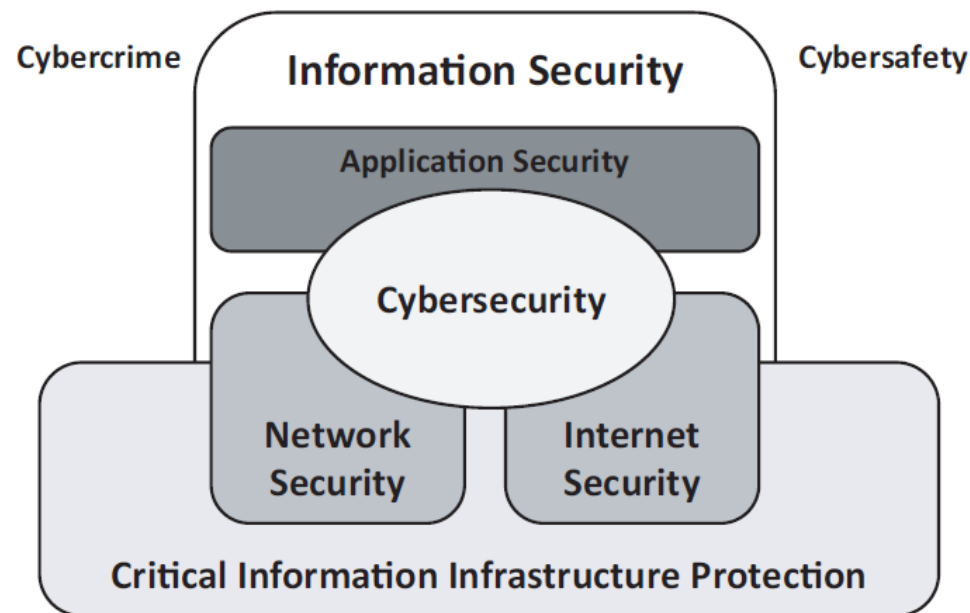 Cybercrime
Information Security
Cybersafety
Application Security
Cybersecurity
Network
Security
Internet
Security
Critical Information Infrastructure Protection